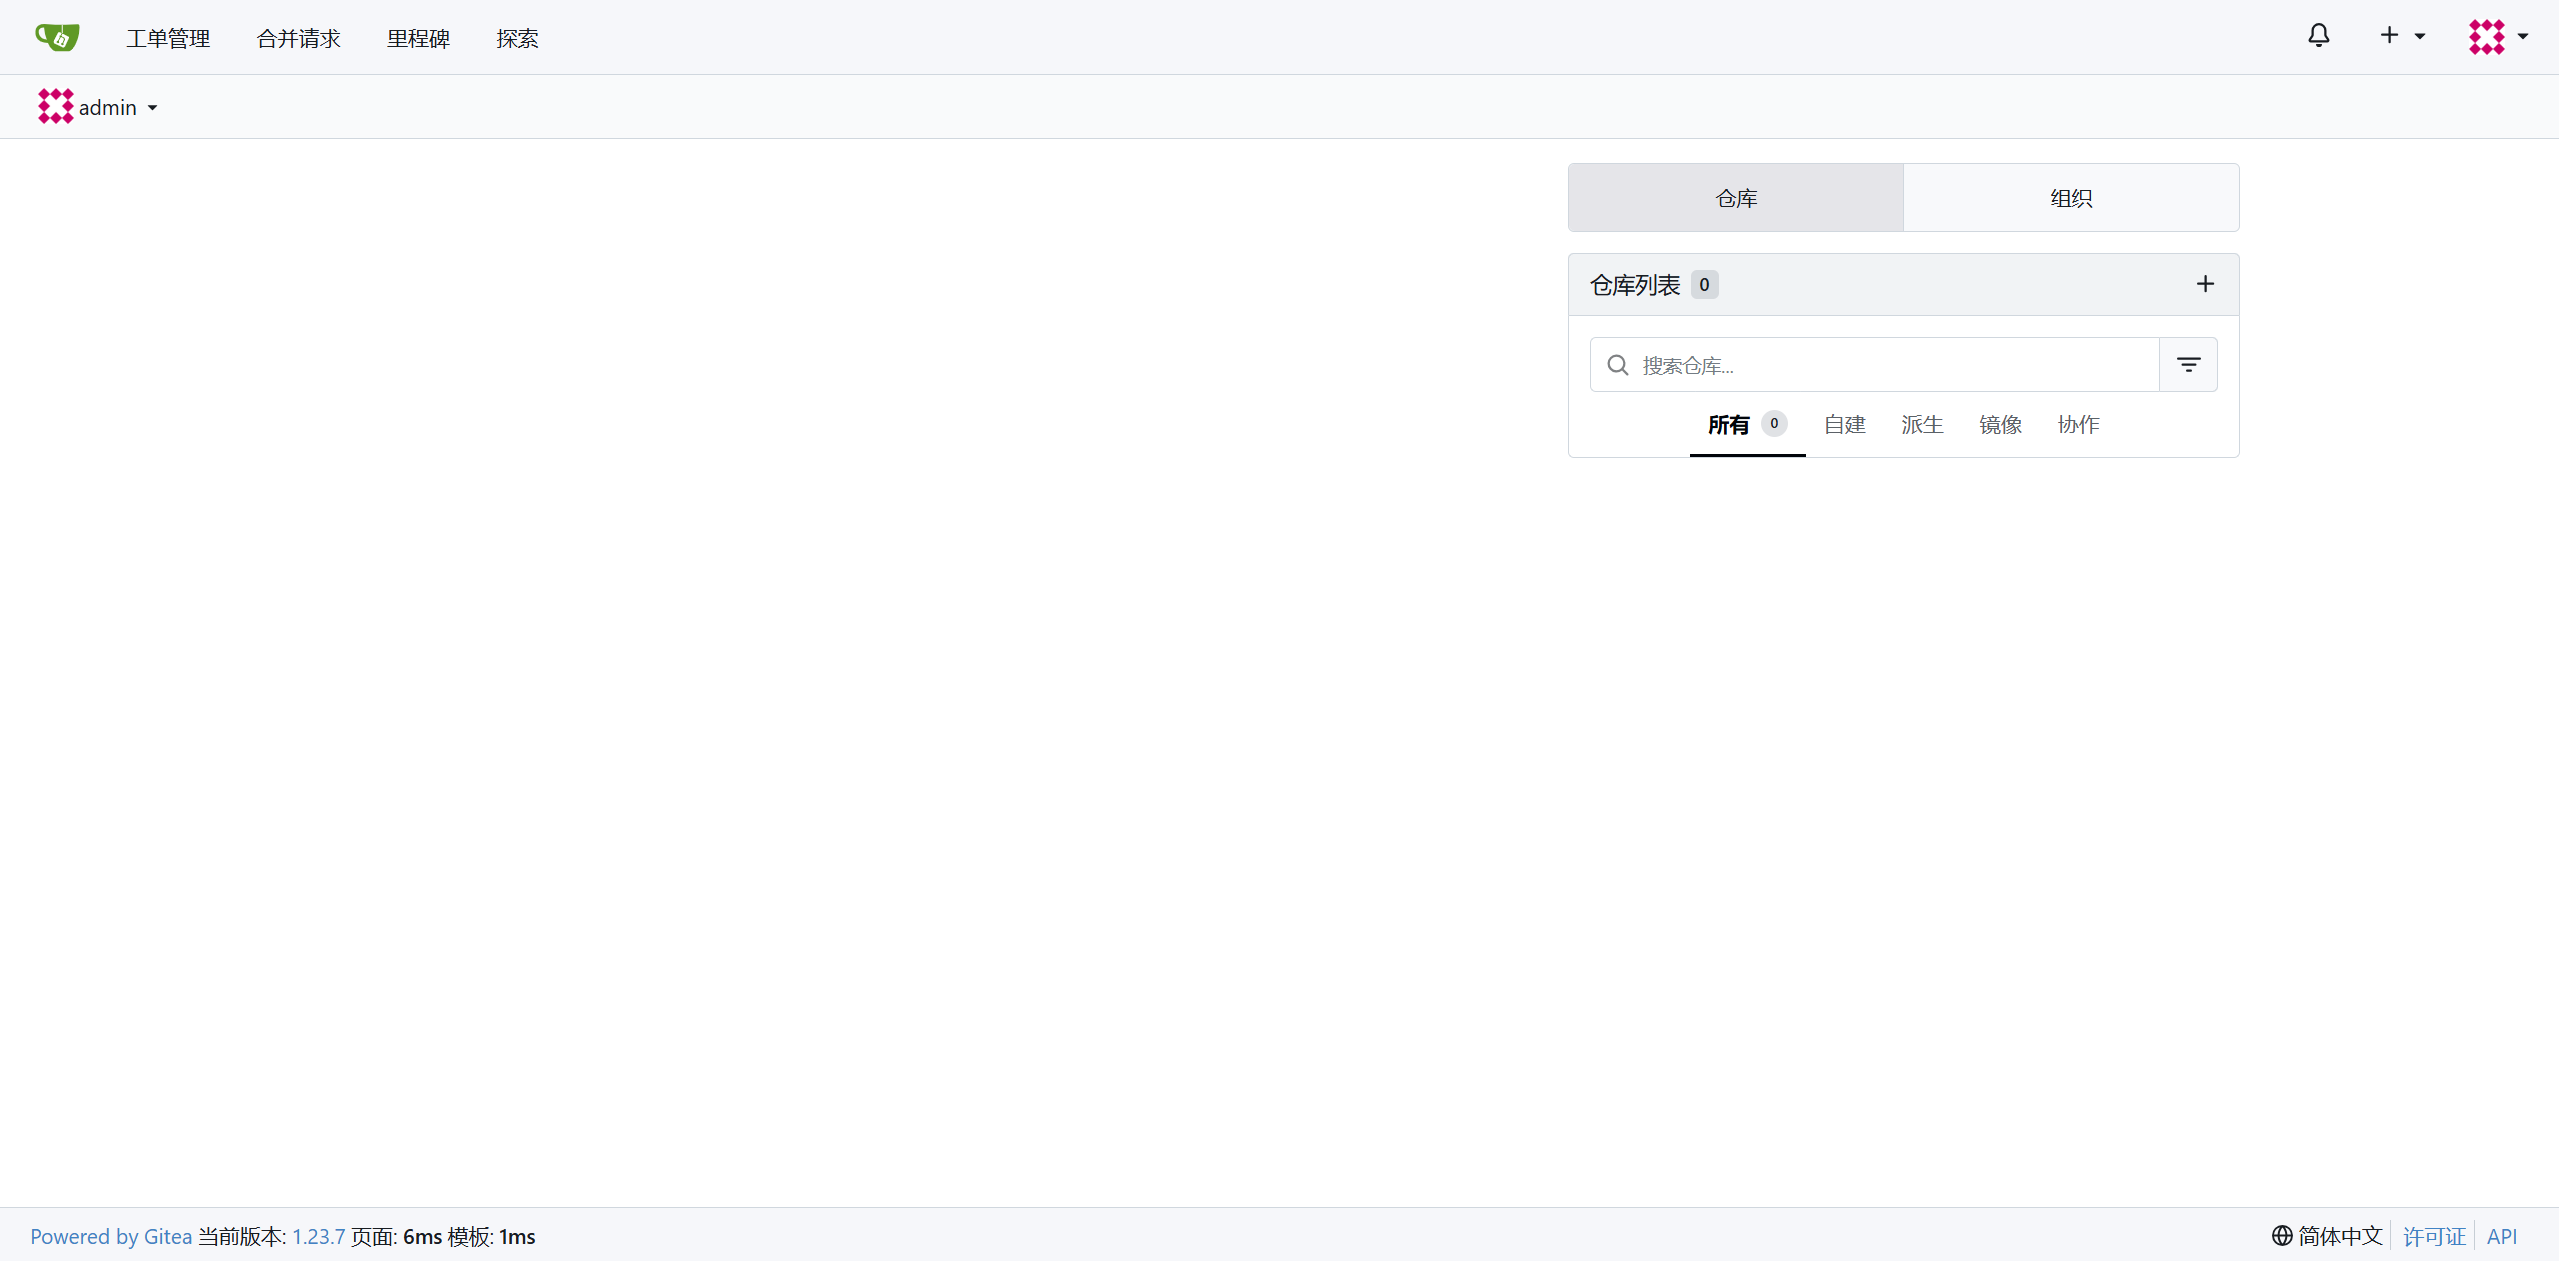 工单管理 合并请求 里程碑 探索
admin
仓库 组织
仓库列表 0
搜索仓库...
所有 0 自建 派生 镜像 协作
Powered by Gitea 当前版本: 1.23.7 页面: 6ms 模板: 1ms 简体中文 许可证 API